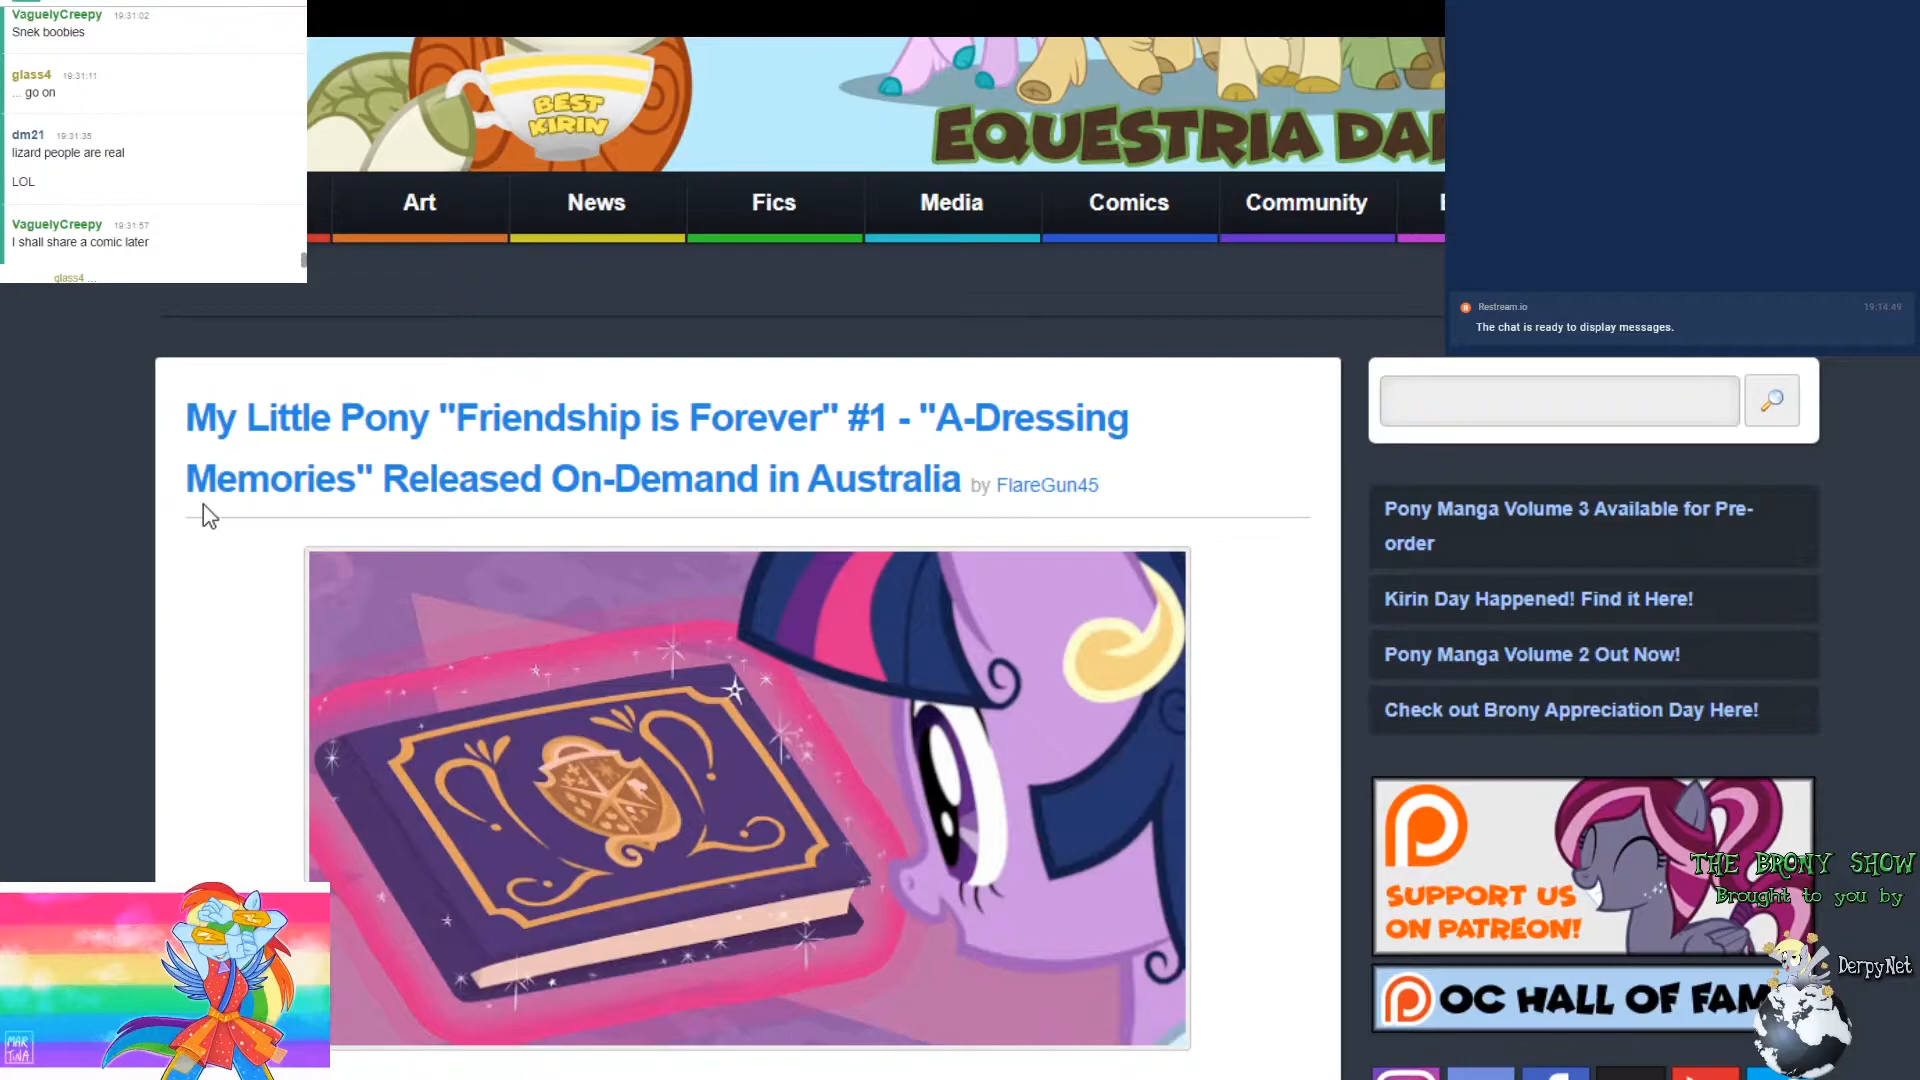 VaguelyCreepy 19:31:02
Snek boobies
glass4 19:31:11
... go on
dm21 19:31:35
lizard people are real
LOL
VaguelyCreepy 19:31:57
I shall share a comic later
glass4 ...
BEST
KIRIN
EQUESTRIA DAI
Art News Fics Media Comics Community
Restream.io 19:14:49
The chat is ready to display messages.
My Little Pony "Friendship is Forever" #1 - "A-Dressing
Memories" Released On-Demand in Australia by FlareGun45
Pony Manga Volume 3 Available for Pre-
order
Kirin Day Happened! Find it Here!
Pony Manga Volume 2 Out Now!
Check out Brony Appreciation Day Here!
SUPPORT US
ON PATREON!
THE BRONY SHOW
Brought to you by
DerpyNet
OC HALL OF FAM
MAR
TINA